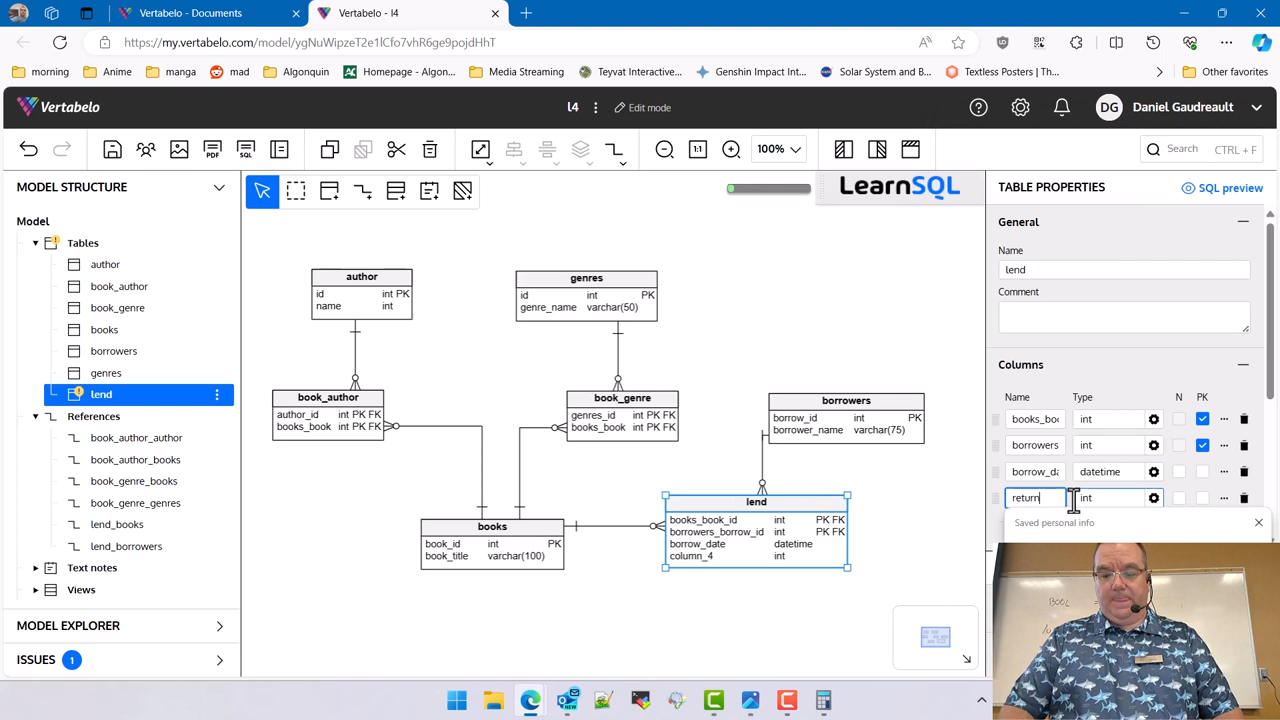 Vertabelo - Documents
Vertabelo - l4
https://my.vertabelo.com/model/ygNuWipzeT2e1lCfo7vhR6ge9pojdHhT
morning
Anime
manga
mad
Algonquin
Homepage - Algon...
Media Streaming
Teyvat Interactive...
Genshin Impact Int...
Solar System and B...
Textless Posters | Th...
Other favorites
Vertabelo
l4
Edit mode
DG
Daniel Gaudreault
PDF
SQL
1:1
100%
Search
CTRL + F
MODEL STRUCTURE
Model
Tables
author
book_author
book_genre
books
borrowers
genres
lend
References
book_author_author
book_author_books
book_genre_books
book_genre_genres
lend_books
lend_borrowers
Text notes
Views
MODEL EXPLORER
ISSUES 1
LearnSQL
author
id int PK
name int
genres
id int PK
genre_name varchar(50)
book_author
author_id int PK FK
books_book int PK FK
book_genre
genres_id int PK FK
books_book int PK FK
borrowers
borrow_id int PK
borrower_name varchar(75)
books
book_id int PK
book_title varchar(100)
lend
books_book_id int PK FK
borrowers_borrow_id int PK FK
borrow_date datetime
column_4 int
TABLE PROPERTIES
SQL preview
General
Name
lend
Comment
Columns
Name Type N PK
books_bo int
borrowers int
borrow_da datetime
return int
Saved personal info
NEW